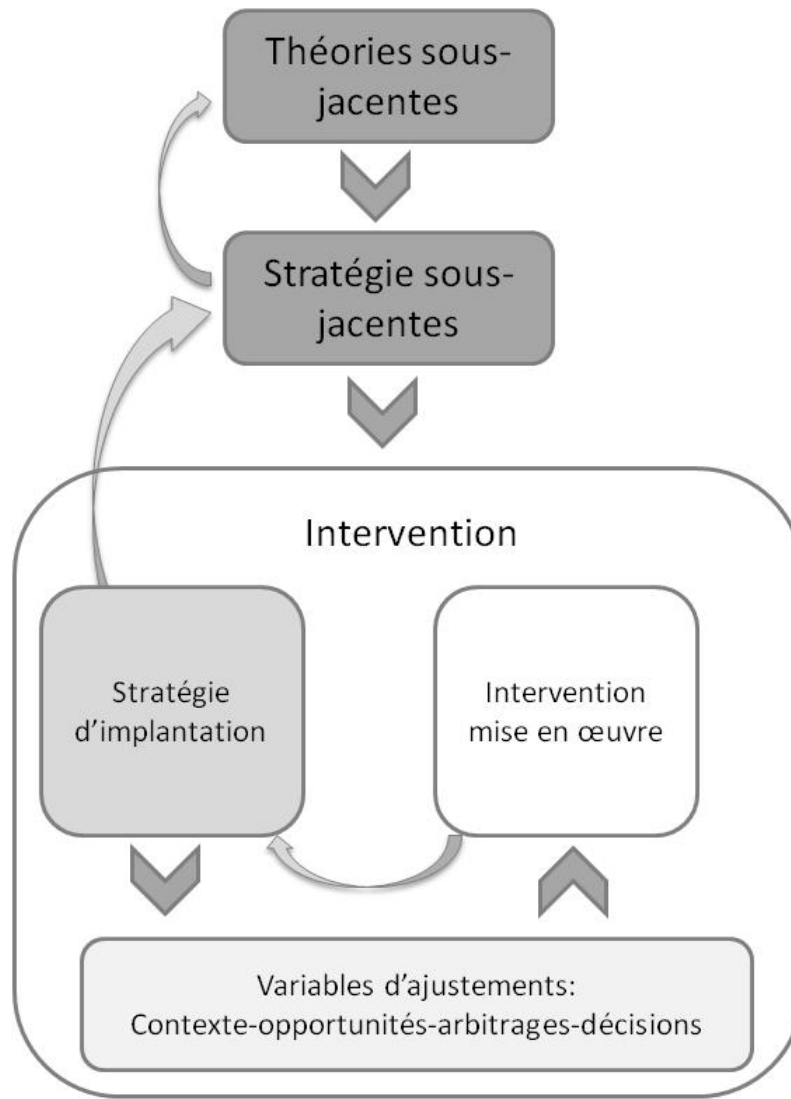 Théories sous-
jacentes
Stratégie sous-
jacentes
Intervention
Stratégie
d'implantation
Intervention
mise en œuvre
Variables d'ajustements:
Contexte-opportunités-arbitrages-décisions